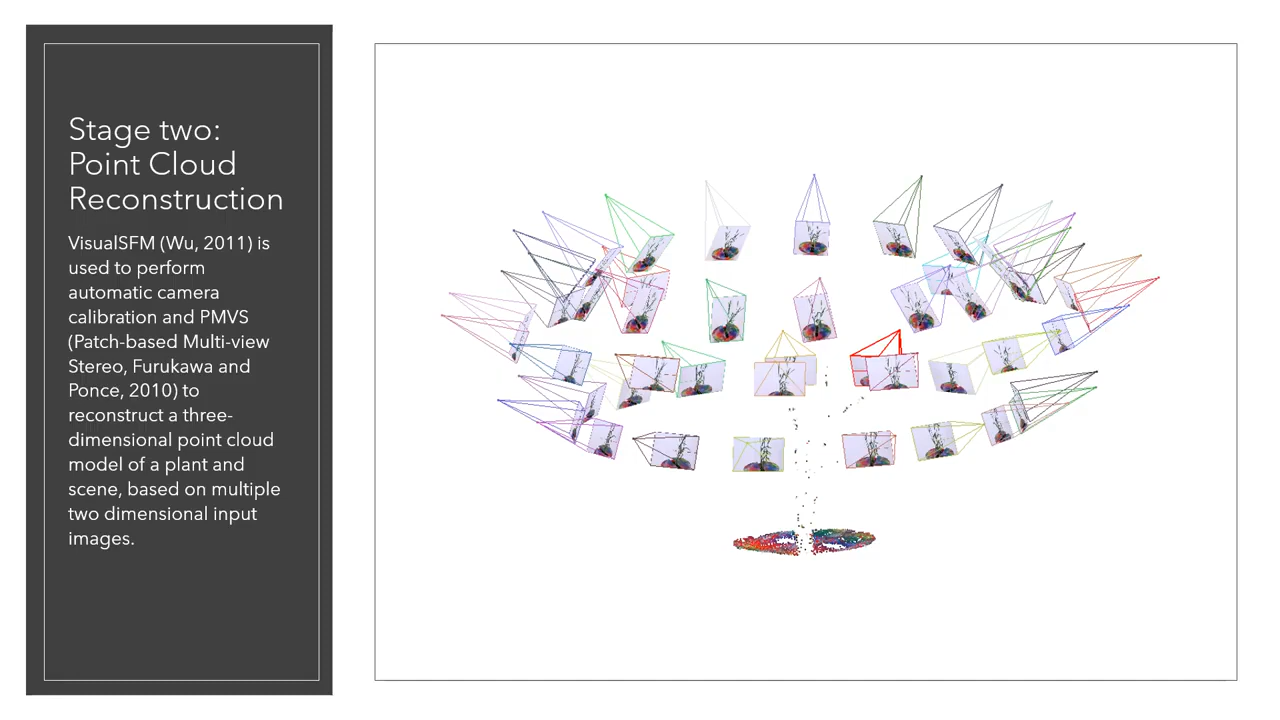 Stage two:
Point Cloud
Reconstruction
VisualSFM (Wu, 2011) is
used to perform
automatic camera
calibration and PMVS
(Patch-based Multi-view
Stereo, Furukawa and
Ponce, 2010) to
reconstruct a three-
dimensional point cloud
model of a plant and
scene, based on multiple
two dimensional input
images.